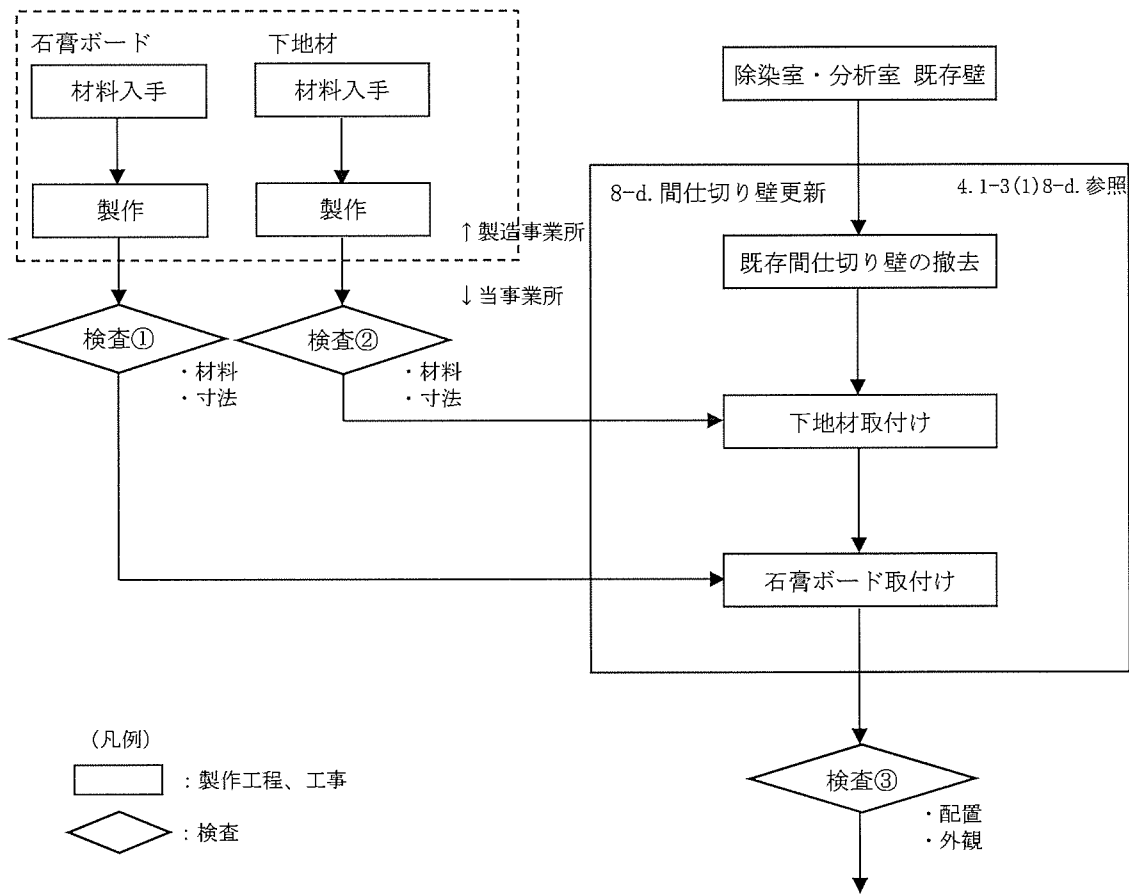 石膏ボード
下地材
材料入手
材料入手
製作
製作
↑製造事業所
↓当事業所
検査①
・材料
・寸法
検査②
・材料
・寸法
除染室・分析室 既存壁
8-d. 間仕切り壁更新
4.1-3(1)8-d. 参照
既存間仕切り壁の撤去
下地材取付け
石膏ボード取付け
検査③
・配置
・外観
(凡例)
：製作工程、工事
：検査